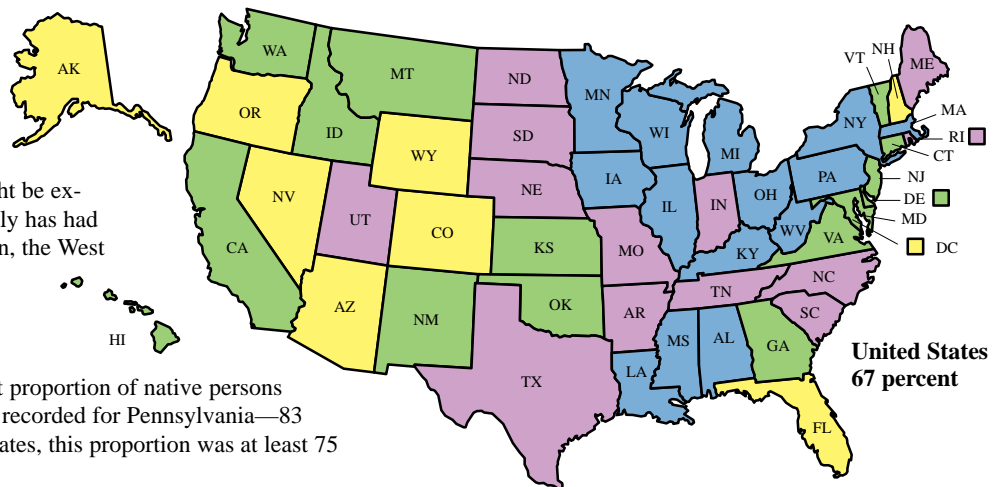 AK
WA
MT
ND
MN
VT
NH
ME
OR
ID
SD
WI
MI
NY
MA
RI
CT
WY
NE
IA
IL
IN
OH
PA
NJ
DE
MD
DC
ht be ex-
ly has had
n, the West
NV
UT
CO
KS
MO
KY
WV
VA
CA
AZ
NM
OK
AR
TN
NC
SC
HI
TX
LA
MS
AL
GA
FL
United States
67 percent
t proportion of native persons
recorded for Pennsylvania—83
ates, this proportion was at least 75